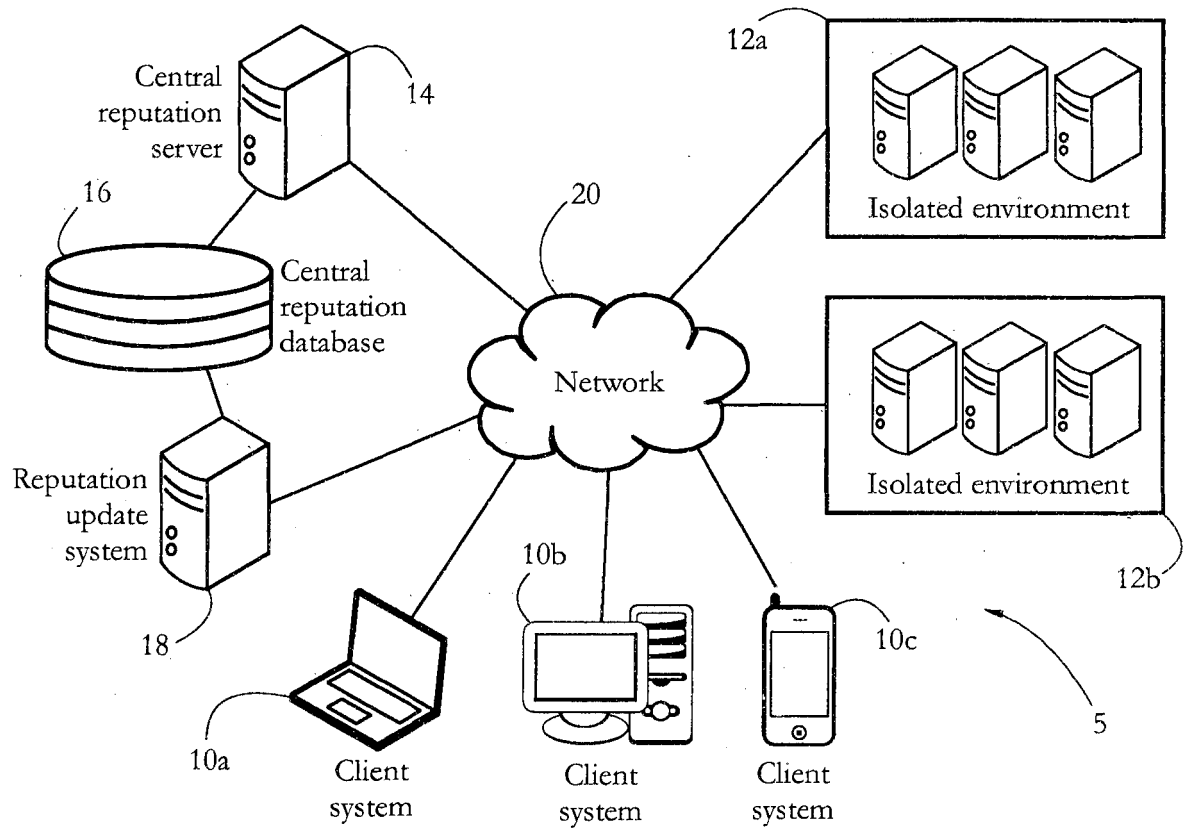 12a
Central
reputation
server
14
Isolated environment
16
20
Central
reputation
database
Network
Isolated environment
Reputation
update
system
10b
12b
18
10c
5
10a
Client
system
Client
system
Client
system